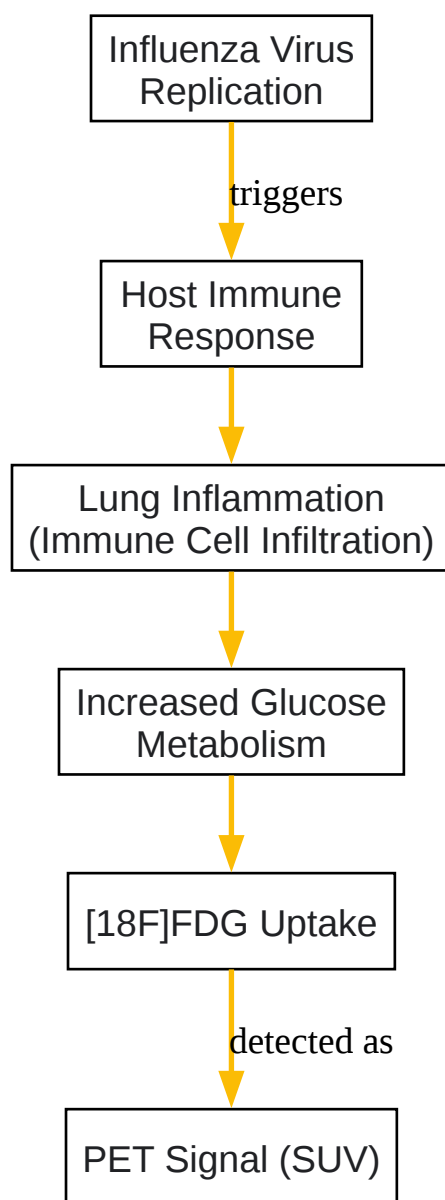 Influenza Virus
Replication
triggers
Host Immune
Response
Lung Inflammation
(Immune Cell Infiltration)
Increased Glucose
Metabolism
[18F]FDG Uptake
detected as
PET Signal (SUV)